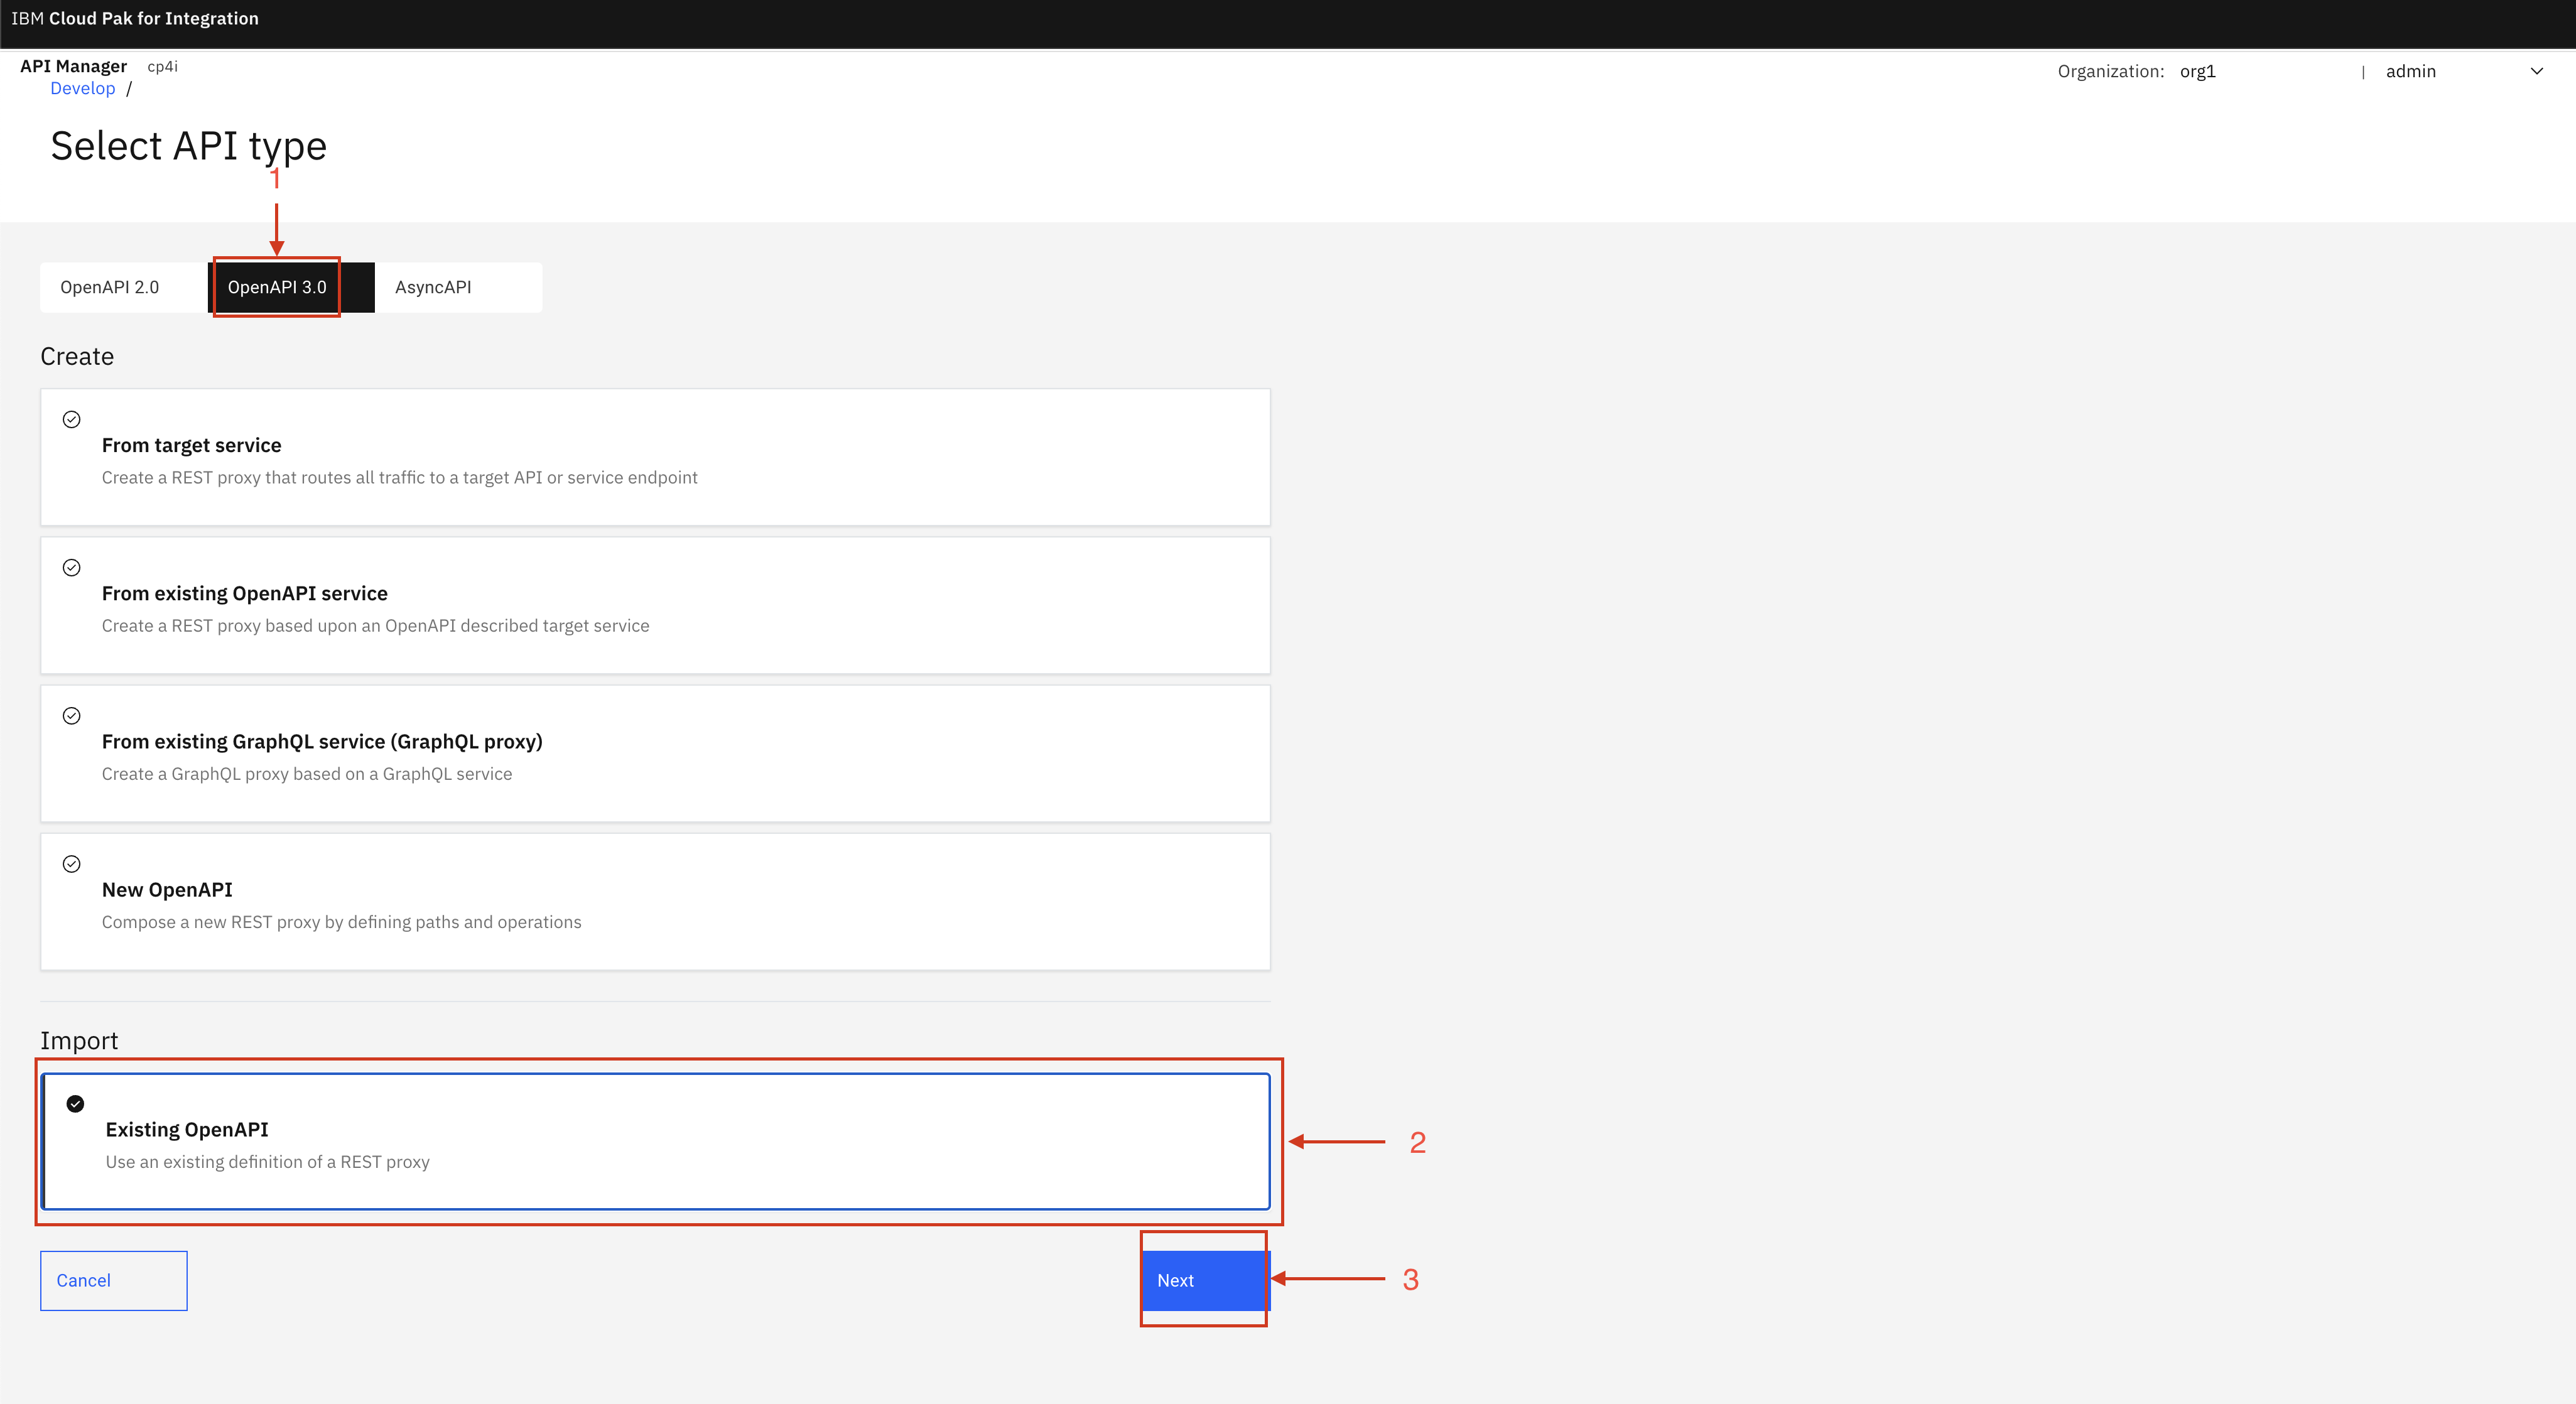 IBM Cloud Pak for Integration
API Manager cp4i
Organization: org1 | admin
Develop /
Select API type
1
OpenAPI 2.0 OpenAPI 3.0 AsyncAPI
Create
From target service
Create a REST proxy that routes all traffic to a target API or service endpoint
From existing OpenAPI service
Create a REST proxy based upon an OpenAPI described target service
From existing GraphQL service (GraphQL proxy)
Create a GraphQL proxy based on a GraphQL service
New OpenAPI
Compose a new REST proxy by defining paths and operations
Import
Existing OpenAPI
Use an existing definition of a REST proxy
2
Cancel Next
3